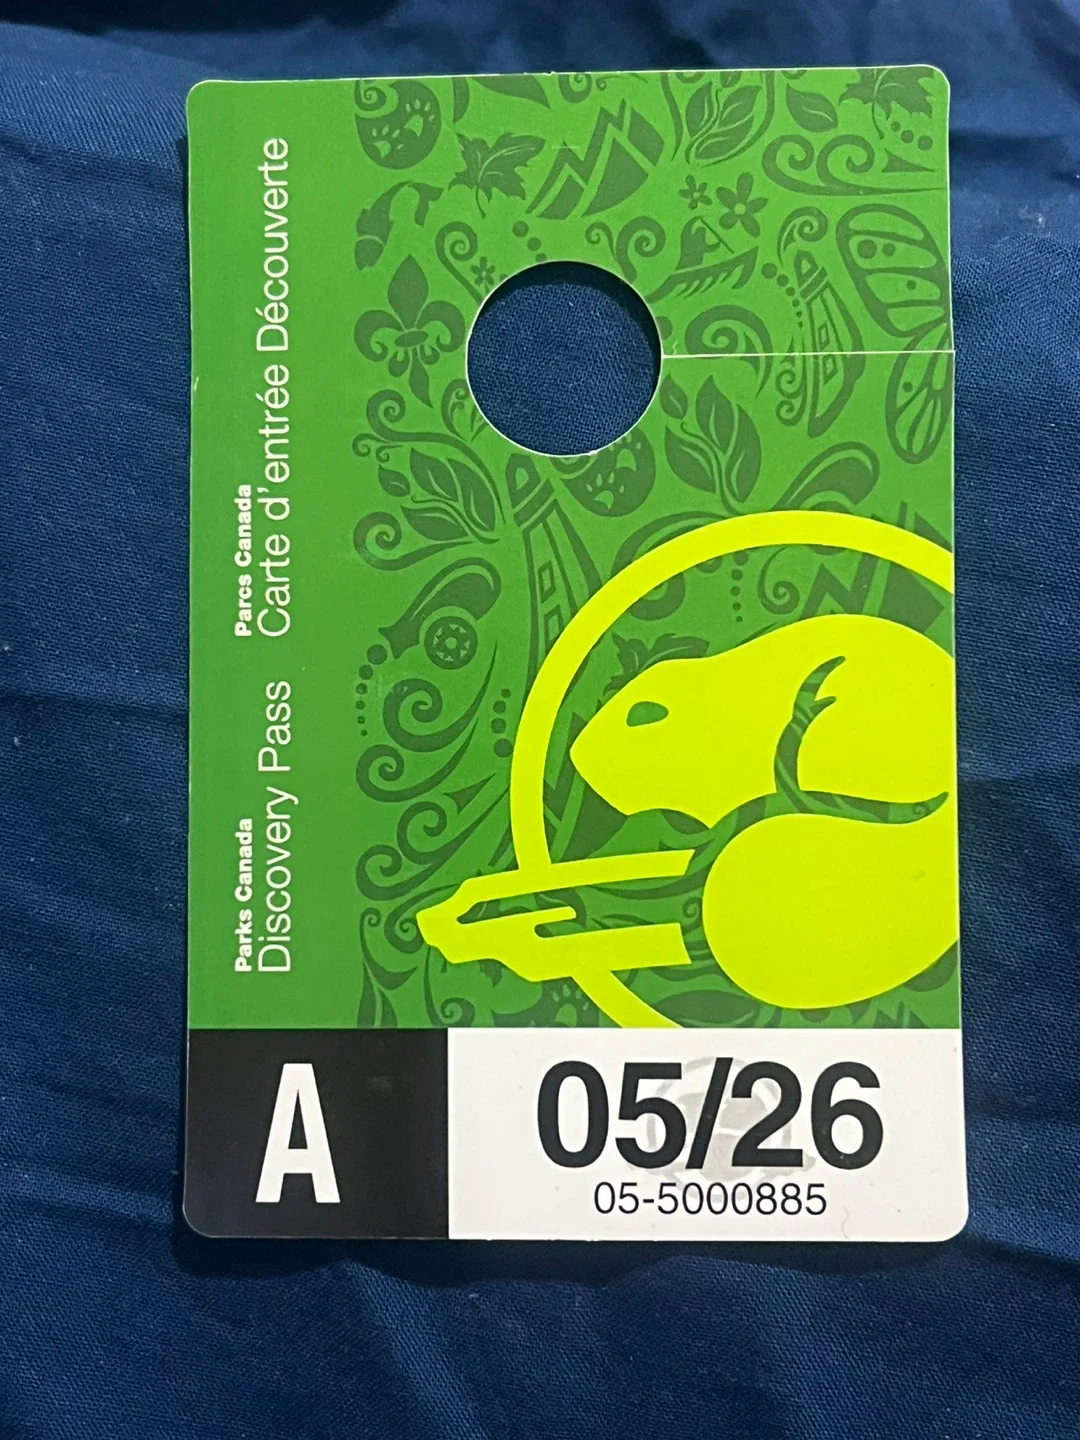 Parks Canada
Discovery Pass
Parcs Canada
Carte d'entrée Découverte
A
05/26
05-5000885